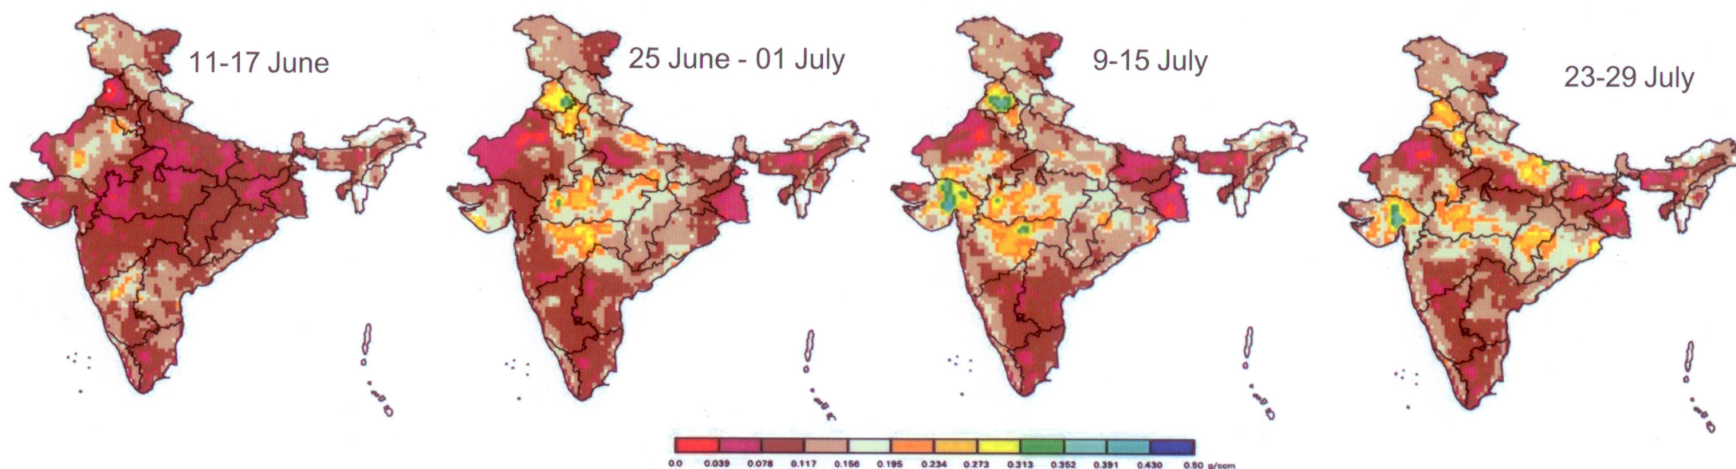 11-17 June
25 June - 01 July
9-15 July
23-29 July
0.0 0.039 0.078 0.117 0.156 0.195 0.234 0.273 0.313 0.352 0.391 0.430 0.50 g/ccm